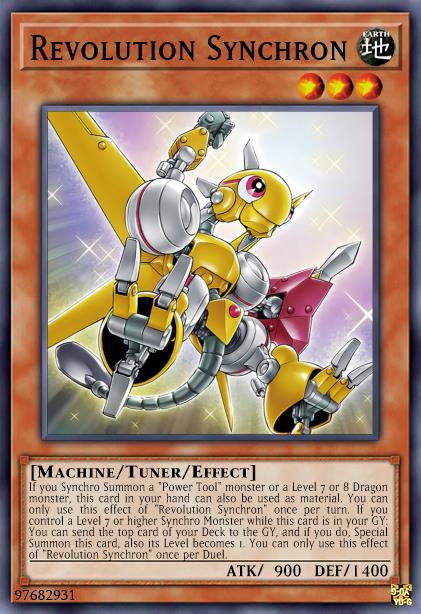 REVOLUTION SYNCHRON
EARTH
地
[MACHINE/TUNER/EFFECT]
If you Synchro Summon a "Power Tool" monster or a Level 7 or 8 Dragon
monster, this card in your hand can also be used as material. You can
only use this effect of "Revolution Synchron" once per turn. If you
control a Level 7 or higher Synchro Monster while this card is in your GY:
You can send the top card of your Deck to the GY, and if you do, Special
Summon this card, also its Level becomes 1. You can only use this effect
of "Revolution Synchron" once per Duel.
ATK/ 900 DEF/1400
97682931